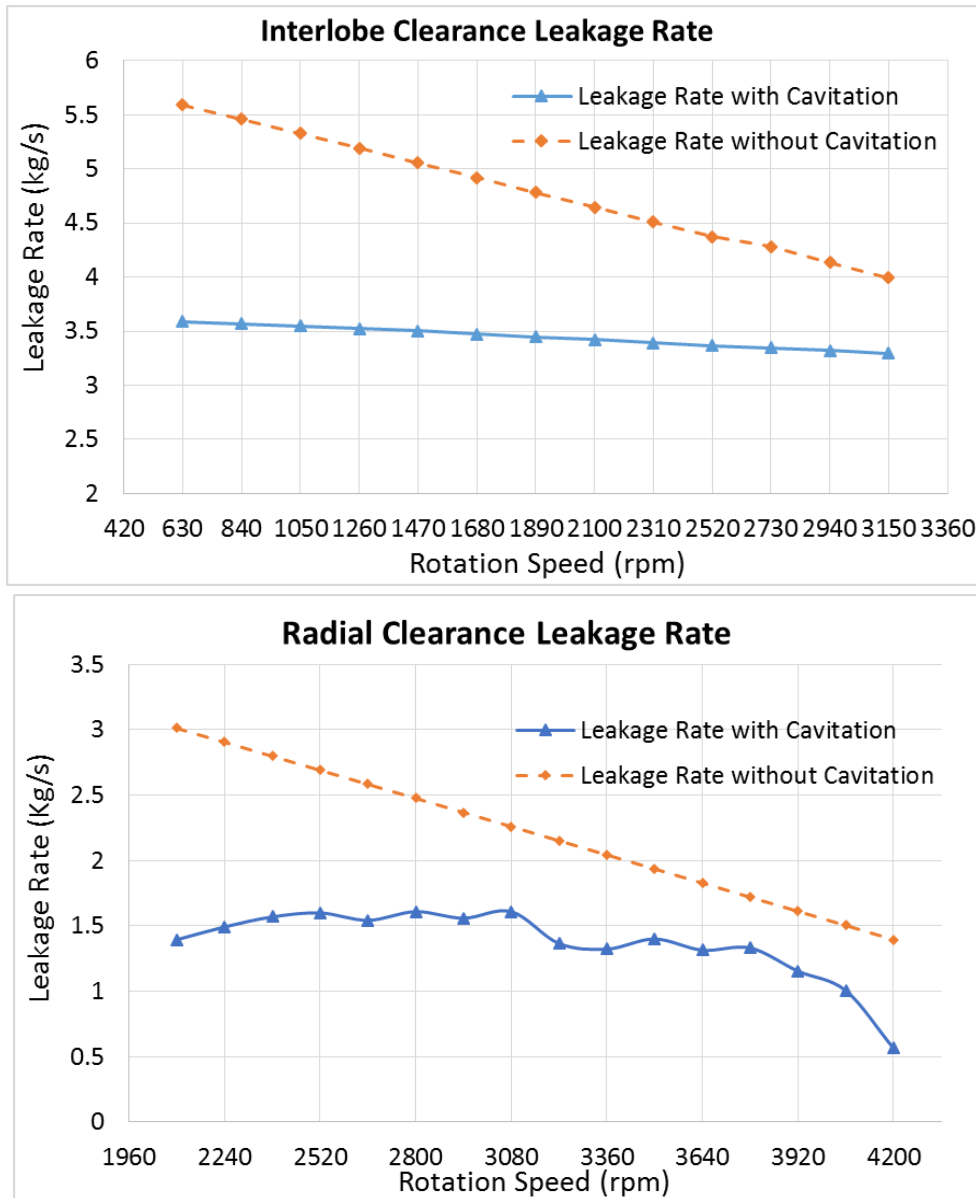 Interlobe Clearance Leakage Rate
6
5.5
5
4.5
4
3.5
3
2.5
2
Leakage Rate (kg/s)
Leakage Rate with Cavitation
Leakage Rate without Cavitation
420 630 840 1050 1260 1470 1680 1890 2100 2310 2520 2730 2940 3150 3360
Rotation Speed (rpm)
Radial Clearance Leakage Rate
3.5
3
2.5
2
1.5
1
0.5
0
Leakage Rate (Kg/s)
Leakage Rate with Cavitation
Leakage Rate without Cavitation
1960 2240 2520 2800 3080 3360 3640 3920 4200
Rotation Speed (rpm)